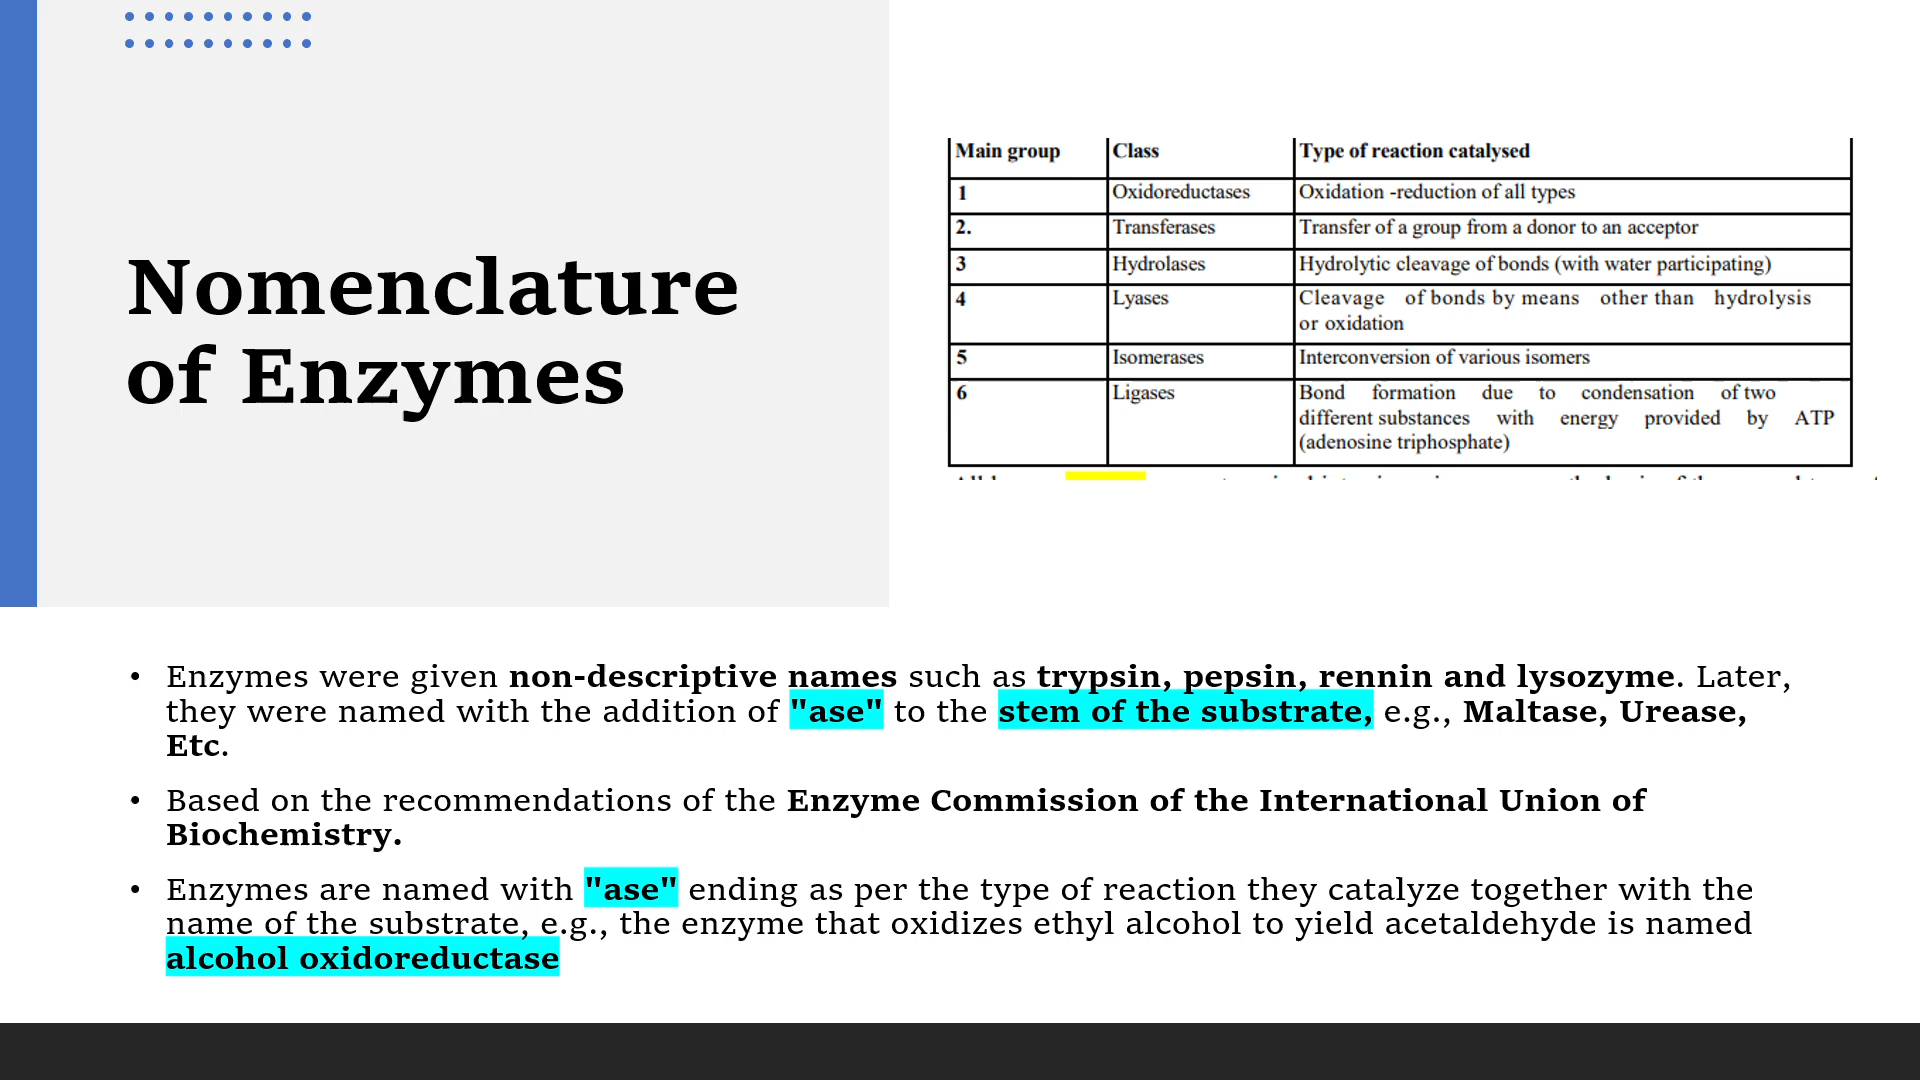 Nomenclature
of Enzymes
Main group Class Type of reaction catalysed
1 Oxidoreductases Oxidation -reduction of all types
2. Transferases Transfer of a group from a donor to an acceptor
3 Hydrolases Hydrolytic cleavage of bonds (with water participating)
4 Lyases Cleavage of bonds by means other than hydrolysis
or oxidation
5 Isomerases Interconversion of various isomers
6 Ligases Bond formation due to condensation of two
different substances with energy provided by ATP
(adenosine triphosphate)
• Enzymes were given non-descriptive names such as trypsin, pepsin, rennin and lysozyme. Later,
they were named with the addition of "ase" to the stem of the substrate, e.g., Maltase, Urease,
Etc.
• Based on the recommendations of the Enzyme Commission of the International Union of
Biochemistry.
• Enzymes are named with "ase" ending as per the type of reaction they catalyze together with the
name of the substrate, e.g., the enzyme that oxidizes ethyl alcohol to yield acetaldehyde is named
alcohol oxidoreductase